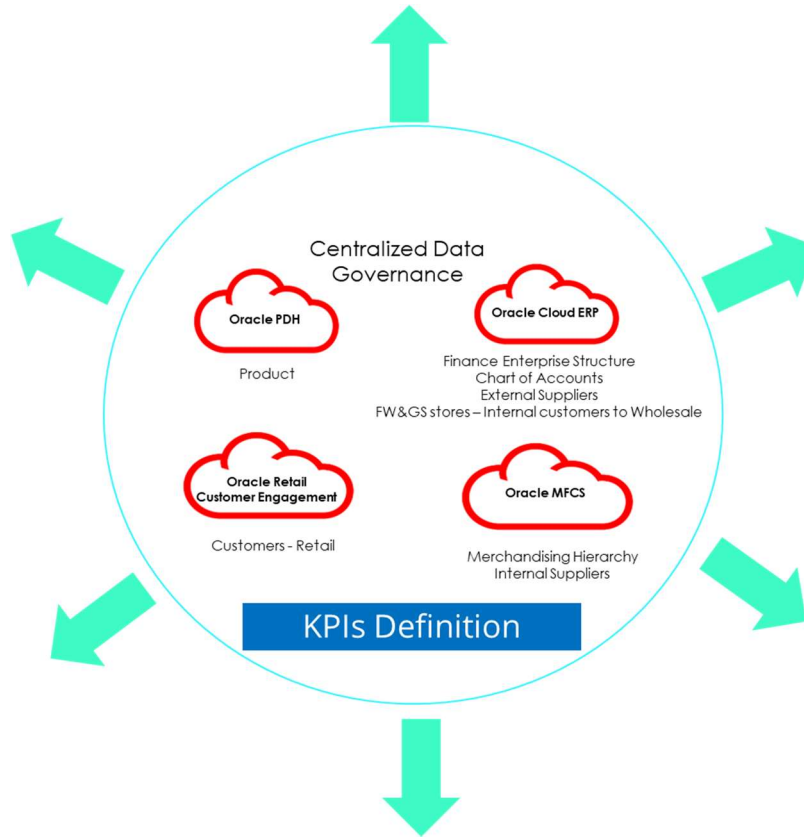 Centralized Data
Governance
Oracle PDH
Product
Oracle Cloud ERP
Finance Enterprise Structure
Chart of Accounts
External Suppliers
FW&GS stores – Internal customers to Wholesale
Oracle Retail
Customer Engagement
Customers - Retail
Oracle MFCS
Merchandising Hierarchy
Internal Suppliers
KPIs Definition